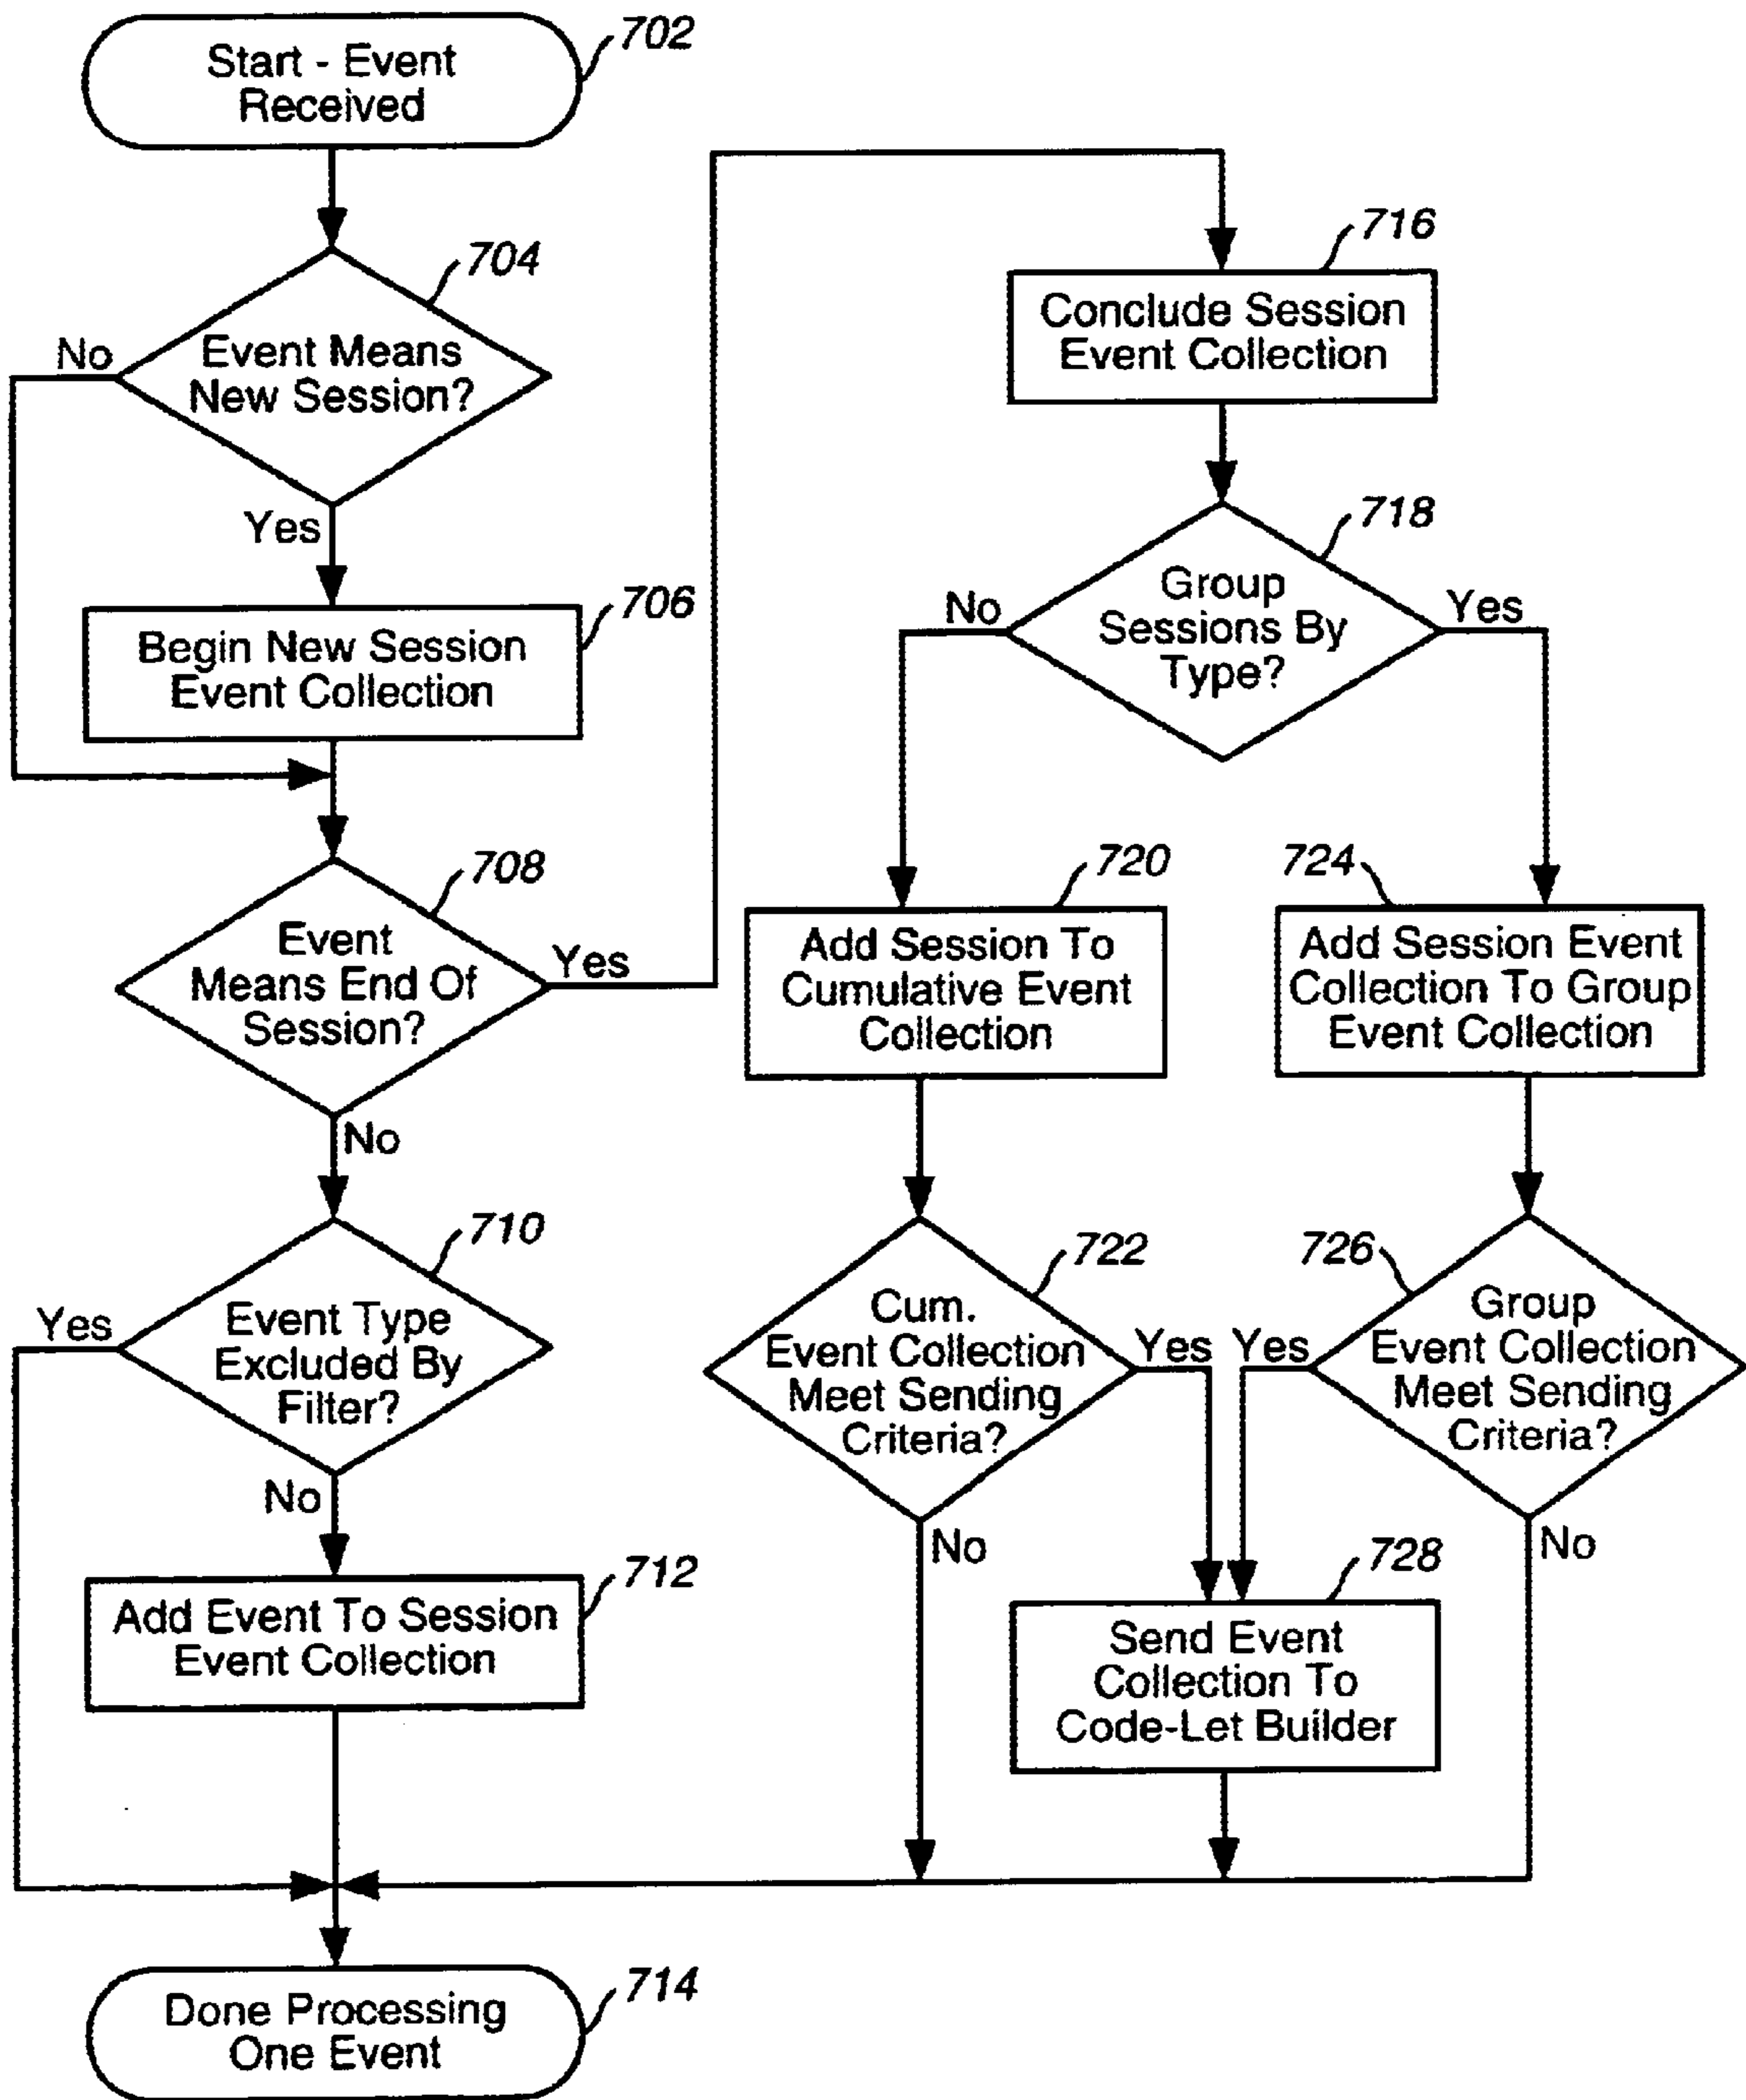 Start - Event
Received
702
704
Event Means
New Session?
No
Yes
706
Begin New Session
Event Collection
708
Event
Means End Of
Session?
Yes
No
710
Event Type
Excluded By
Filter?
Yes
No
712
Add Event To Session
Event Collection
714
Done Processing
One Event
716
Conclude Session
Event Collection
718
Group
Sessions By
Type?
No
Yes
720
Add Session To
Cumulative Event
Collection
724
Add Session Event
Collection To Group
Event Collection
722
Cum.
Event Collection
Meet Sending
Criteria?
Yes
No
726
Group
Event Collection
Meet Sending
Criteria?
Yes
No
728
Send Event
Collection To
Code-Let Builder